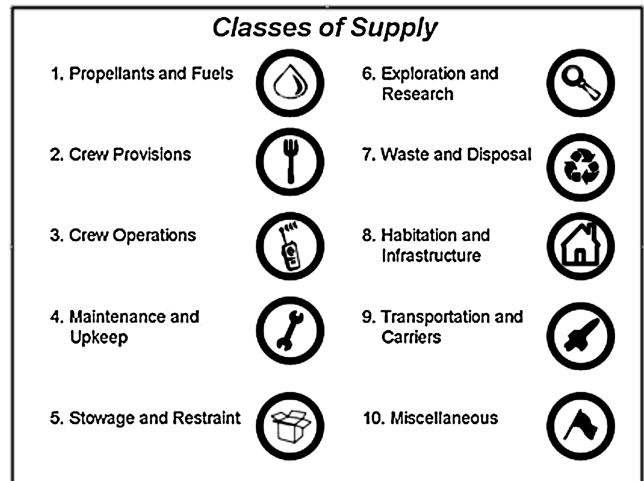 Classes of Supply
1. Propellants and Fuels
2. Crew Provisions
3. Crew Operations
4. Maintenance and
Upkeep
5. Stowage and Restraint
6. Exploration and
Research
7. Waste and Disposal
8. Habitation and
Infrastructure
9. Transportation and
Carriers
10. Miscellaneous